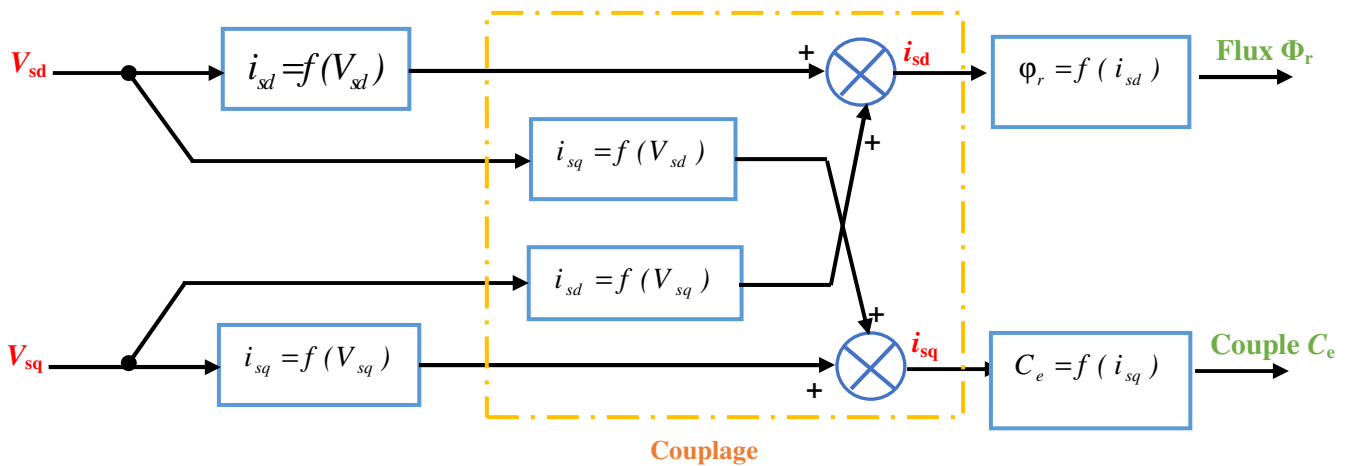 V_sd
i_sd = f(V_sd)
+
i_sd
φ_r = f( i_sd )
Flux Φ_r
+
i_sq = f (V_sd )
i_sd = f (V_sq )
+
V_sq
i_sq = f (V_sq )
+
i_sq
C_e = f( i_sq )
Couple C_e
Couplage